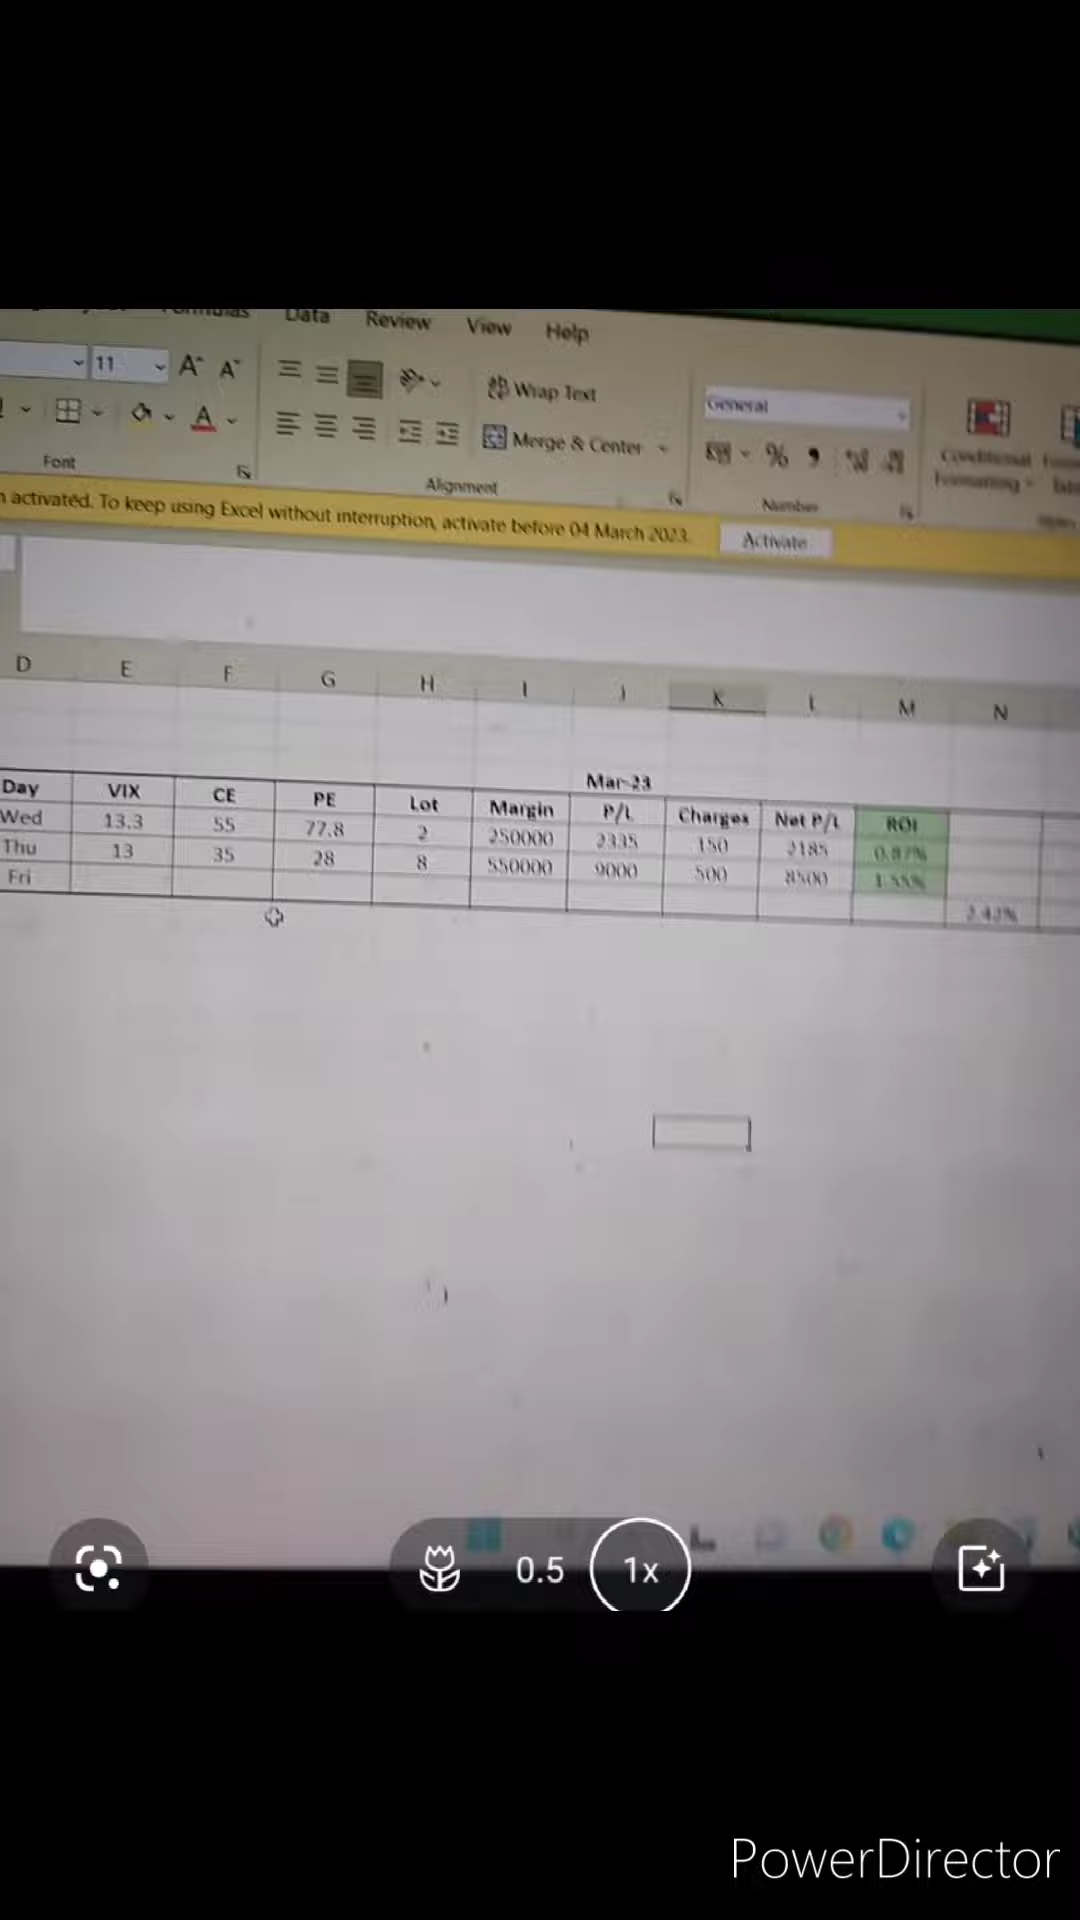 Data Review View Help
11 A A
Wrap Text
General
A
Merge & Center
%
Conditional
Formatting
Font
Alignment
Number
activated. To keep using Excel without interruption, activate before 04 March 2023. Activate
D E F G H I J K L M N
Mar-23
Day VIX CE PE Lot Margin P/L Charges Net P/L ROI
Wed 13.3 55 77.8 2 250000 2335 150 2185 0.87%
Thu 13 35 28 8 550000 9000 500 8500 1.55%
Fri
2.42%
0.5 1x
PowerDirector